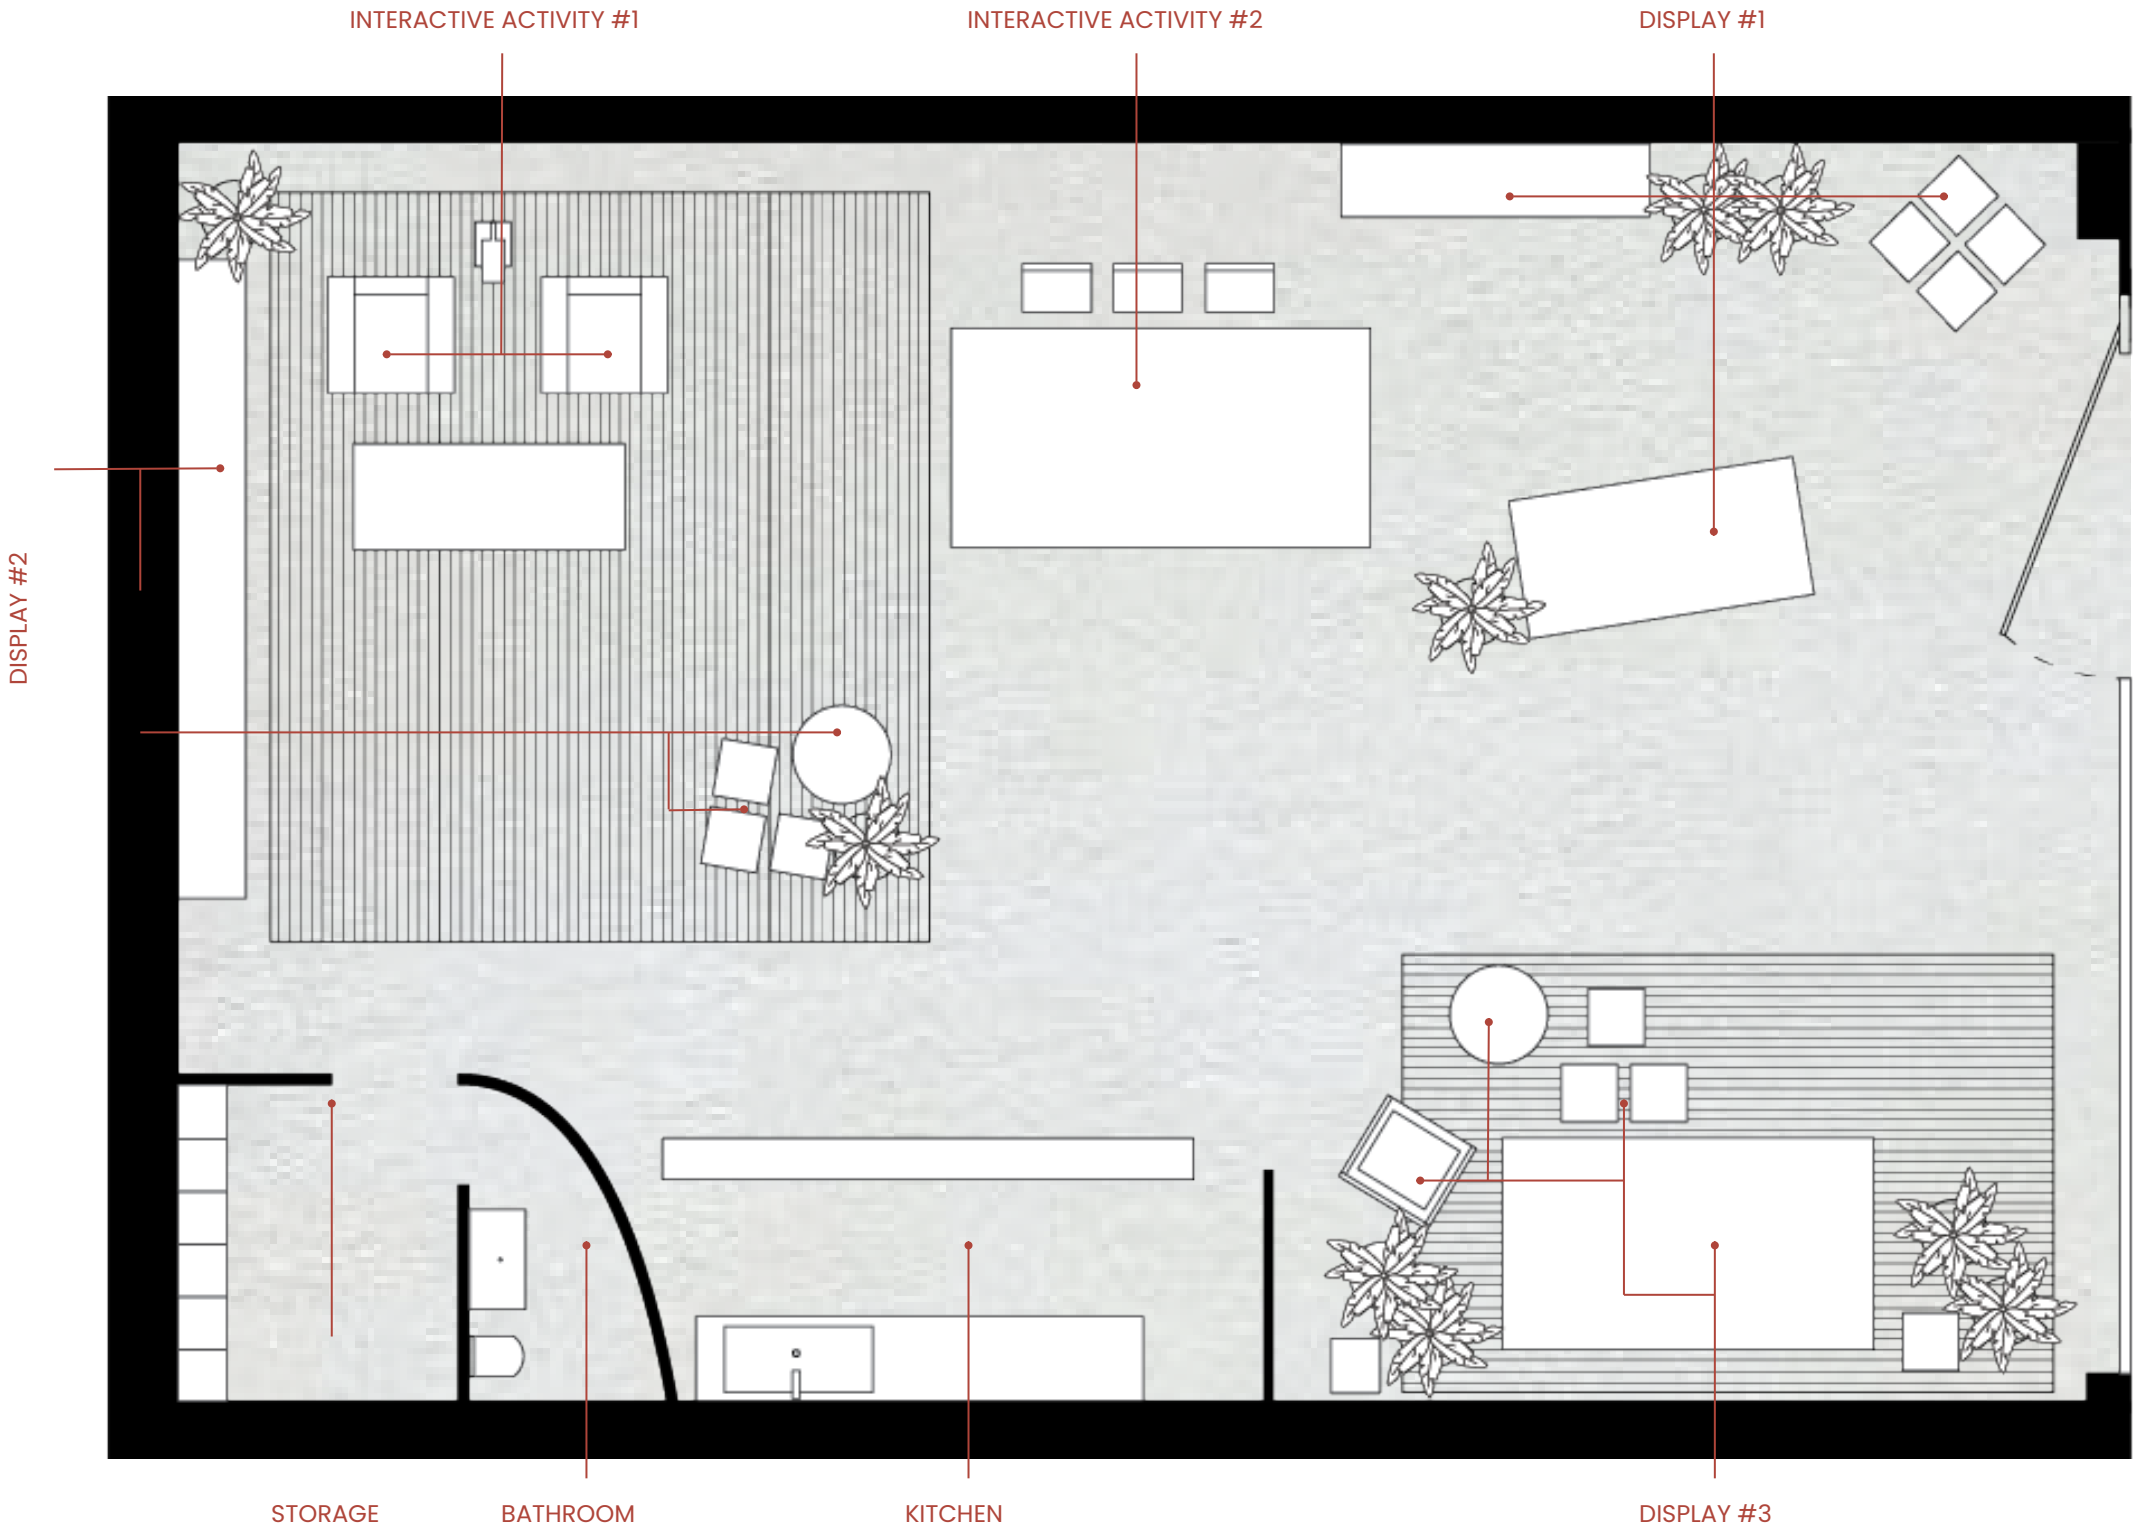 INTERACTIVE ACTIVITY #1
INTERACTIVE ACTIVITY #2
DISPLAY #1
DISPLAY #2
STORAGE
BATHROOM
KITCHEN
DISPLAY #3